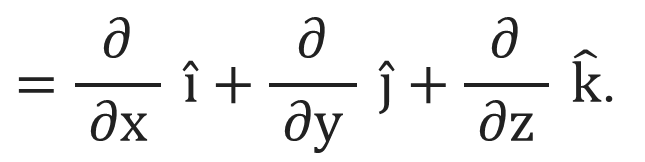 = ∂/∂x î + ∂/∂y ĵ + ∂/∂z k̂.